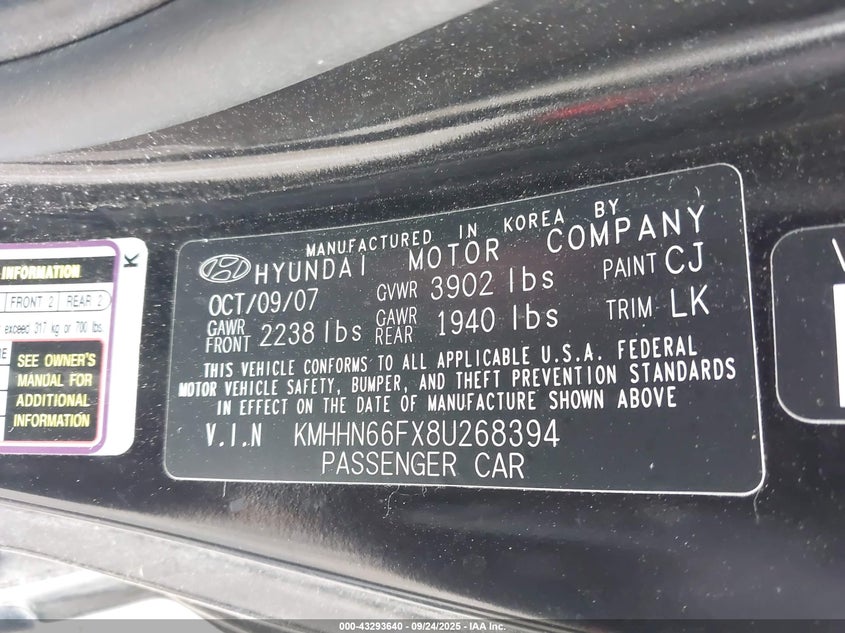 MANUFACTURED IN KOREA BY
HYUNDAI MOTOR COMPANY
OCT/09/07 GVWR 3902 lbs PAINT CJ
GAWR FRONT 2238 lbs GAWR REAR 1940 lbs TRIM LK
THIS VEHICLE CONFORMS TO ALL APPLICABLE U.S.A. FEDERAL
MOTOR VEHICLE SAFETY, BUMPER, AND THEFT PREVENTION STANDARDS
IN EFFECT ON THE DATE OF MANUFACTURE SHOWN ABOVE
V.I.N KMHHN66FX8U268394
PASSENGER CAR
INFORMATION
K
FRONT 2 REAR 2
exceed 317 kg or 700 lbs.
SEE OWNER'S
MANUAL FOR
ADDITIONAL
INFORMATION
000-43293640 - 09/24/2025 - IAA Inc.